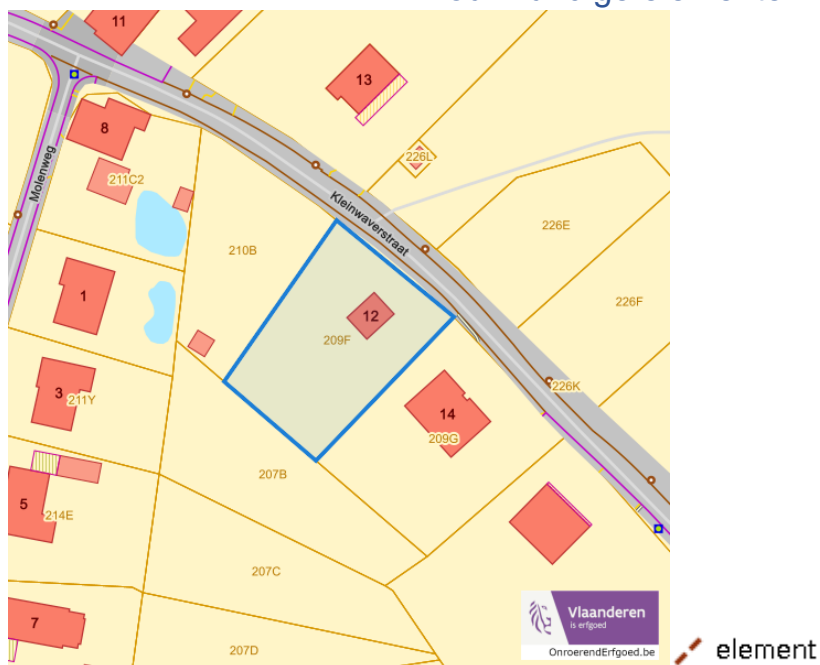 11
13
8
226L
Molenweg
211C2
Kleinwaverstraat
210B
226E
1
12
226F
209F
3
211Y
226K
14
209G
207B
5
214E
207C
Vlaanderen
is erfgoed
7
207D
OnroerendErfgoed.be
element